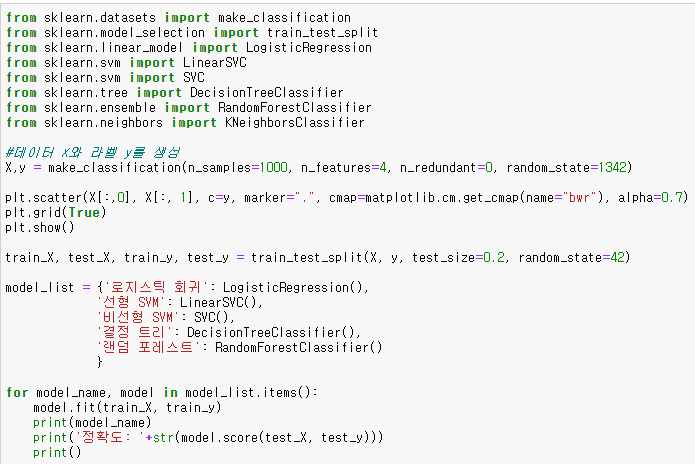 from sklearn.datasets import make_classification
from sklearn.model_selection import train_test_split
from sklearn.linear_model import LogisticRegression
from sklearn.svm import LinearSVC
from sklearn.svm import SVC
from sklearn.tree import DecisionTreeClassifier
from sklearn.ensemble import RandomForestClassifier
from sklearn.neighbors import KNeighborsClassifier

#데이터 X와 라벨 y를 생성
X,y = make_classification(n_samples=1000, n_features=4, n_redundant=0, random_state=1342)

plt.scatter(X[:,0], X[:, 1], c=y, marker=".", cmap=matplotlib.cm.get_cmap(name="bwr"), alpha=0.7)
plt.grid(True)
plt.show()

train_X, test_X, train_y, test_y = train_test_split(X, y, test_size=0.2, random_state=42)

model_list = {'로지스틱 회귀': LogisticRegression(),
              '선형 SVM': LinearSVC(),
              '비선형 SVM': SVC(),
              '결정 트리': DecisionTreeClassifier(),
              '랜덤 포레스트': RandomForestClassifier()
              }

for model_name, model in model_list.items():
    model.fit(train_X, train_y)
    print(model_name)
    print('정확도: '+str(model.score(test_X, test_y)))
    print()